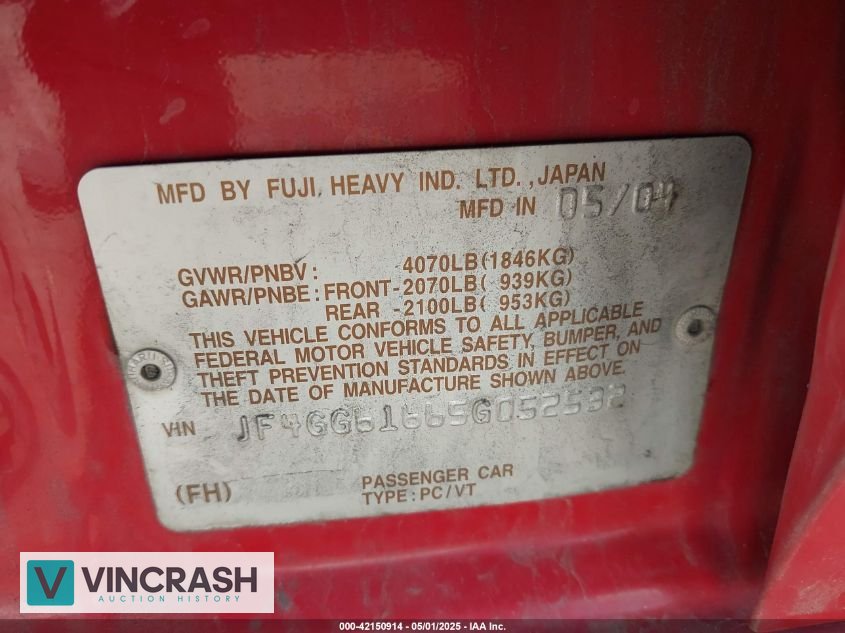 MFD BY FUJI HEAVY IND. LTD., JAPAN
MFD IN 05/04
GVWR/PNBV: 4070LB(1846KG)
GAWR/PNBE: FRONT-2070LB( 939KG)
REAR -2100LB( 953KG)
THIS VEHICLE CONFORMS TO ALL APPLICABLE
FEDERAL MOTOR VEHICLE SAFETY, BUMPER, AND
THEFT PREVENTION STANDARDS IN EFFECT ON
THE DATE OF MANUFACTURE SHOWN ABOVE.
VIN JF4GG61665G052532
(FH) PASSENGER CAR
TYPE: PC/VT
V VINCRASH
AUCTION HISTORY
000-42150914 - 05/01/2025 - IAA Inc.